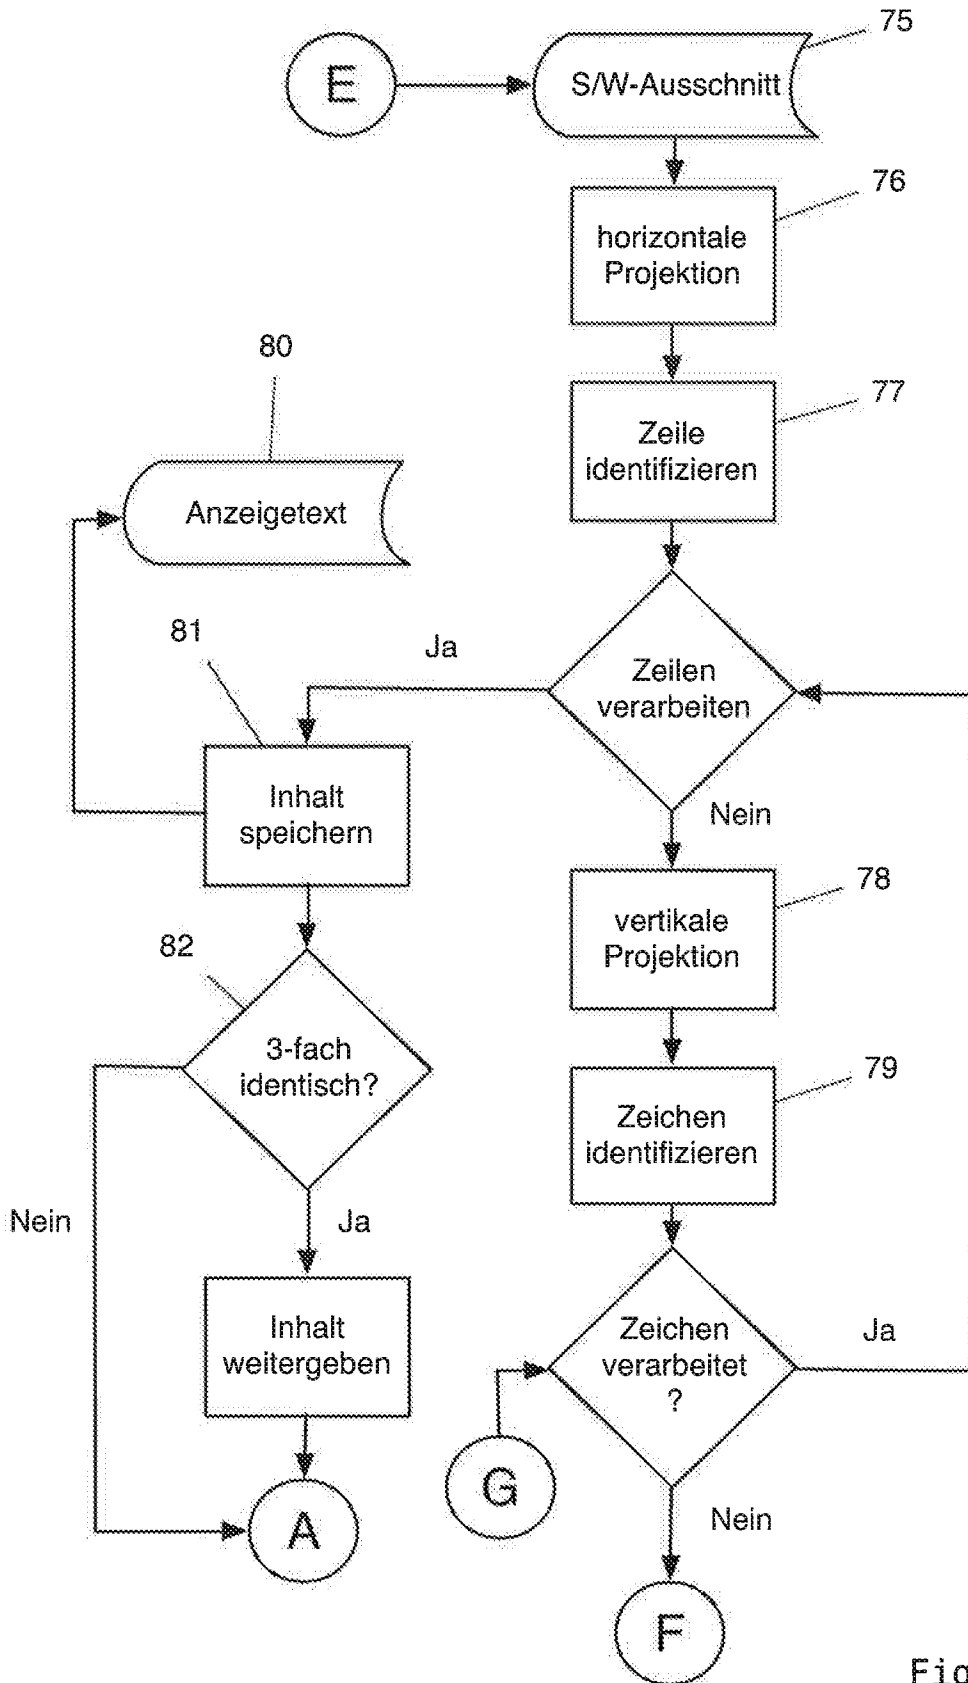 75
E
S/W-Ausschnitt
76
horizontale
Projektion
80
77
Zeile
identifizieren
Anzeigetext
81
Ja
Zeilen
verarbeiten
Inhalt
speichern
Nein
78
vertikale
Projektion
82
3-fach
identisch?
79
Zeichen
identifizieren
Nein
Ja
Inhalt
weitergeben
Zeichen
verarbeitet
?
Ja
G
A
Nein
F
Fig